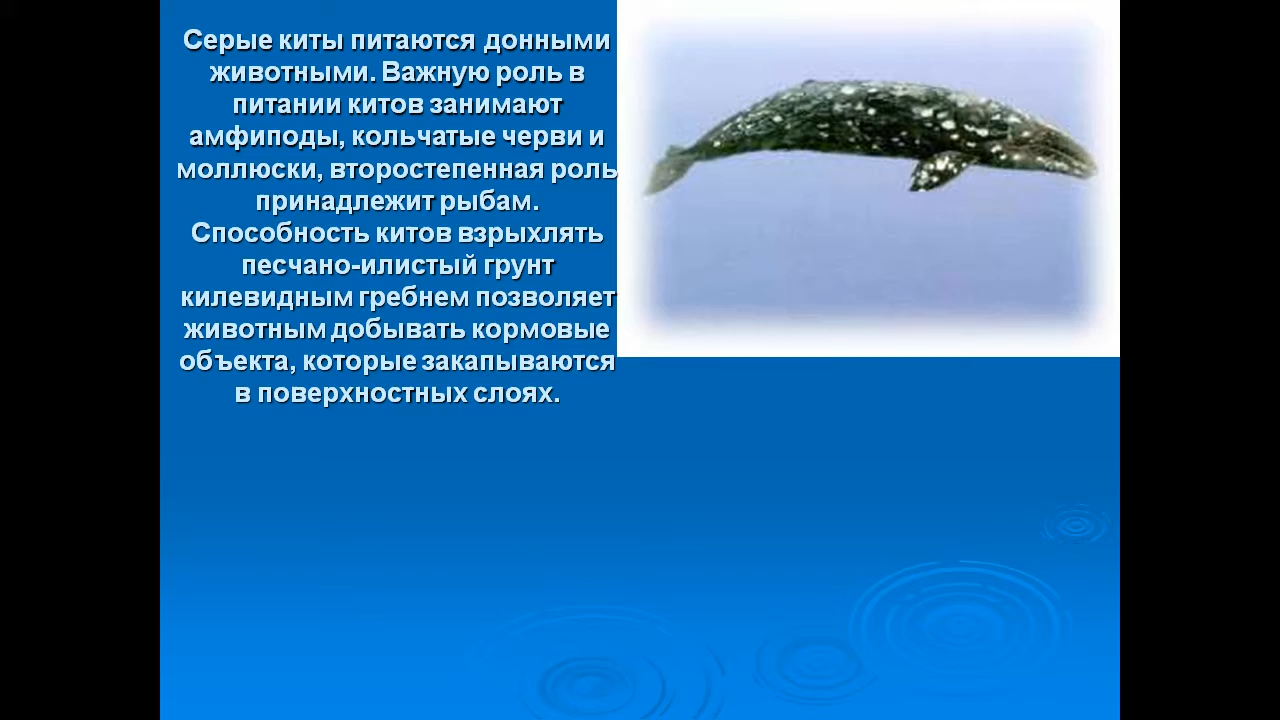 Серые киты питаются донными
животными. Важную роль в
питании китов занимают
амфиподы, кольчатые черви и
моллюски, второстепенная роль
принадлежит рыбам.
Способность китов взрыхлять
песчано-илистый грунт
килевидным гребнем позволяет
животным добывать кормовые
объекта, которые закапываются
в поверхностных слоях.